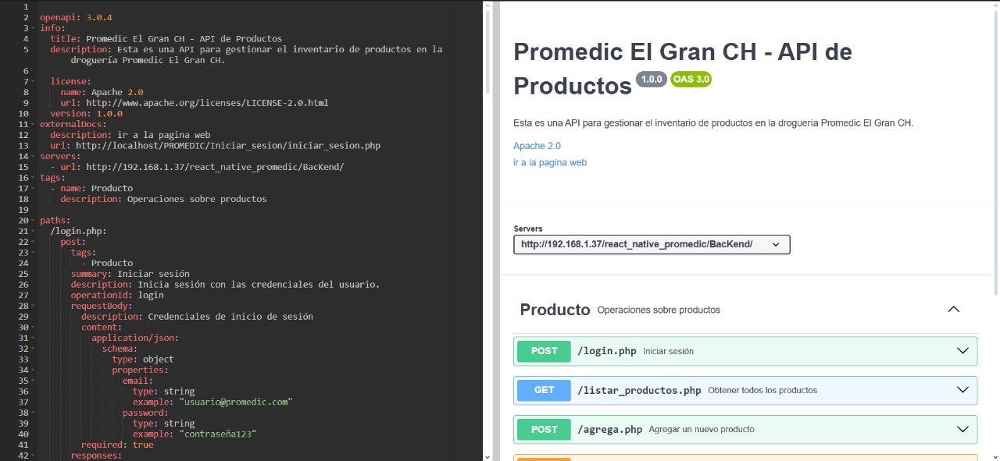 1
2 openapi: 3.0.4
3 info:
4 title: Promedic El Gran CH - API de Productos
5 description: Esta es una API para gestionar el inventario de productos en la
droguería Promedic El Gran CH.
6
7 license:
8 name: Apache 2.0
9 url: http://www.apache.org/licenses/LICENSE-2.0.html
10 version: 1.0.0
11 externalDocs:
12 description: ir a la pagina web
13 url: http://localhost/PROMEDIC/Iniciar_sesion/iniciar_sesion.php
14 servers:
15 - url: http://192.168.1.37/react_native_promedic/BacKend/
16 tags:
17 - name: Producto
18 description: Operaciones sobre productos
19
20 paths:
21 /login.php:
22 post:
23 tags:
24 - Producto
25 summary: Iniciar sesión
26 description: Inicia sesión con las credenciales del usuario.
27 operationId: login
28 requestBody:
29 description: Credenciales de inicio de sesión
30 content:
31 application/json:
32 schema:
33 type: object
34 properties:
35 email:
36 type: string
37 example: "usuario@promedic.com"
38 password:
39 type: string
40 example: "contraseña123"
41 required: true
42 responses:
Promedic El Gran CH - API de
Productos 1.0.0 OAS 3.0
Esta es una API para gestionar el inventario de productos en la droguería Promedic El Gran CH.
Apache 2.0
ir a la pagina web
Servers
http://192.168.1.37/react_native_promedic/BacKend/
Producto Operaciones sobre productos
POST /login.php Iniciar sesión
GET /listar_productos.php Obtener todos los productos
POST /agrega.php Agregar un nuevo producto